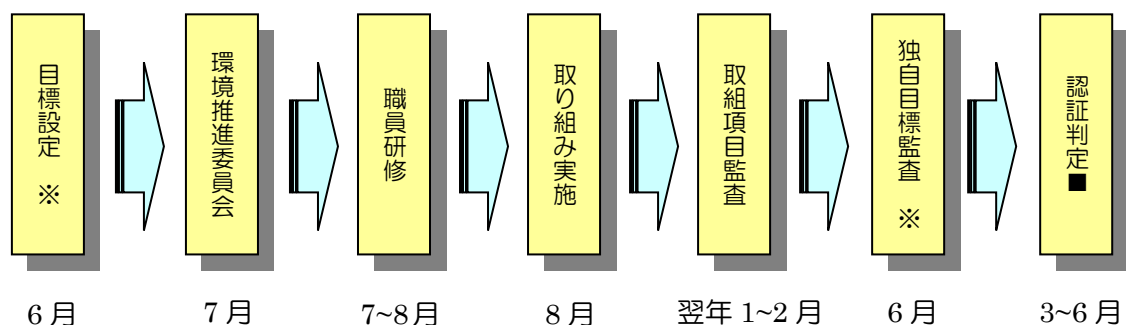 目標設定 ※
環境推進委員会
職員研修
取り組み実施
取組項目監査
独自目標監査 ※
認証判定■
6月
7月
7~8月
8月
翌年 1~2月
6月
3~6月